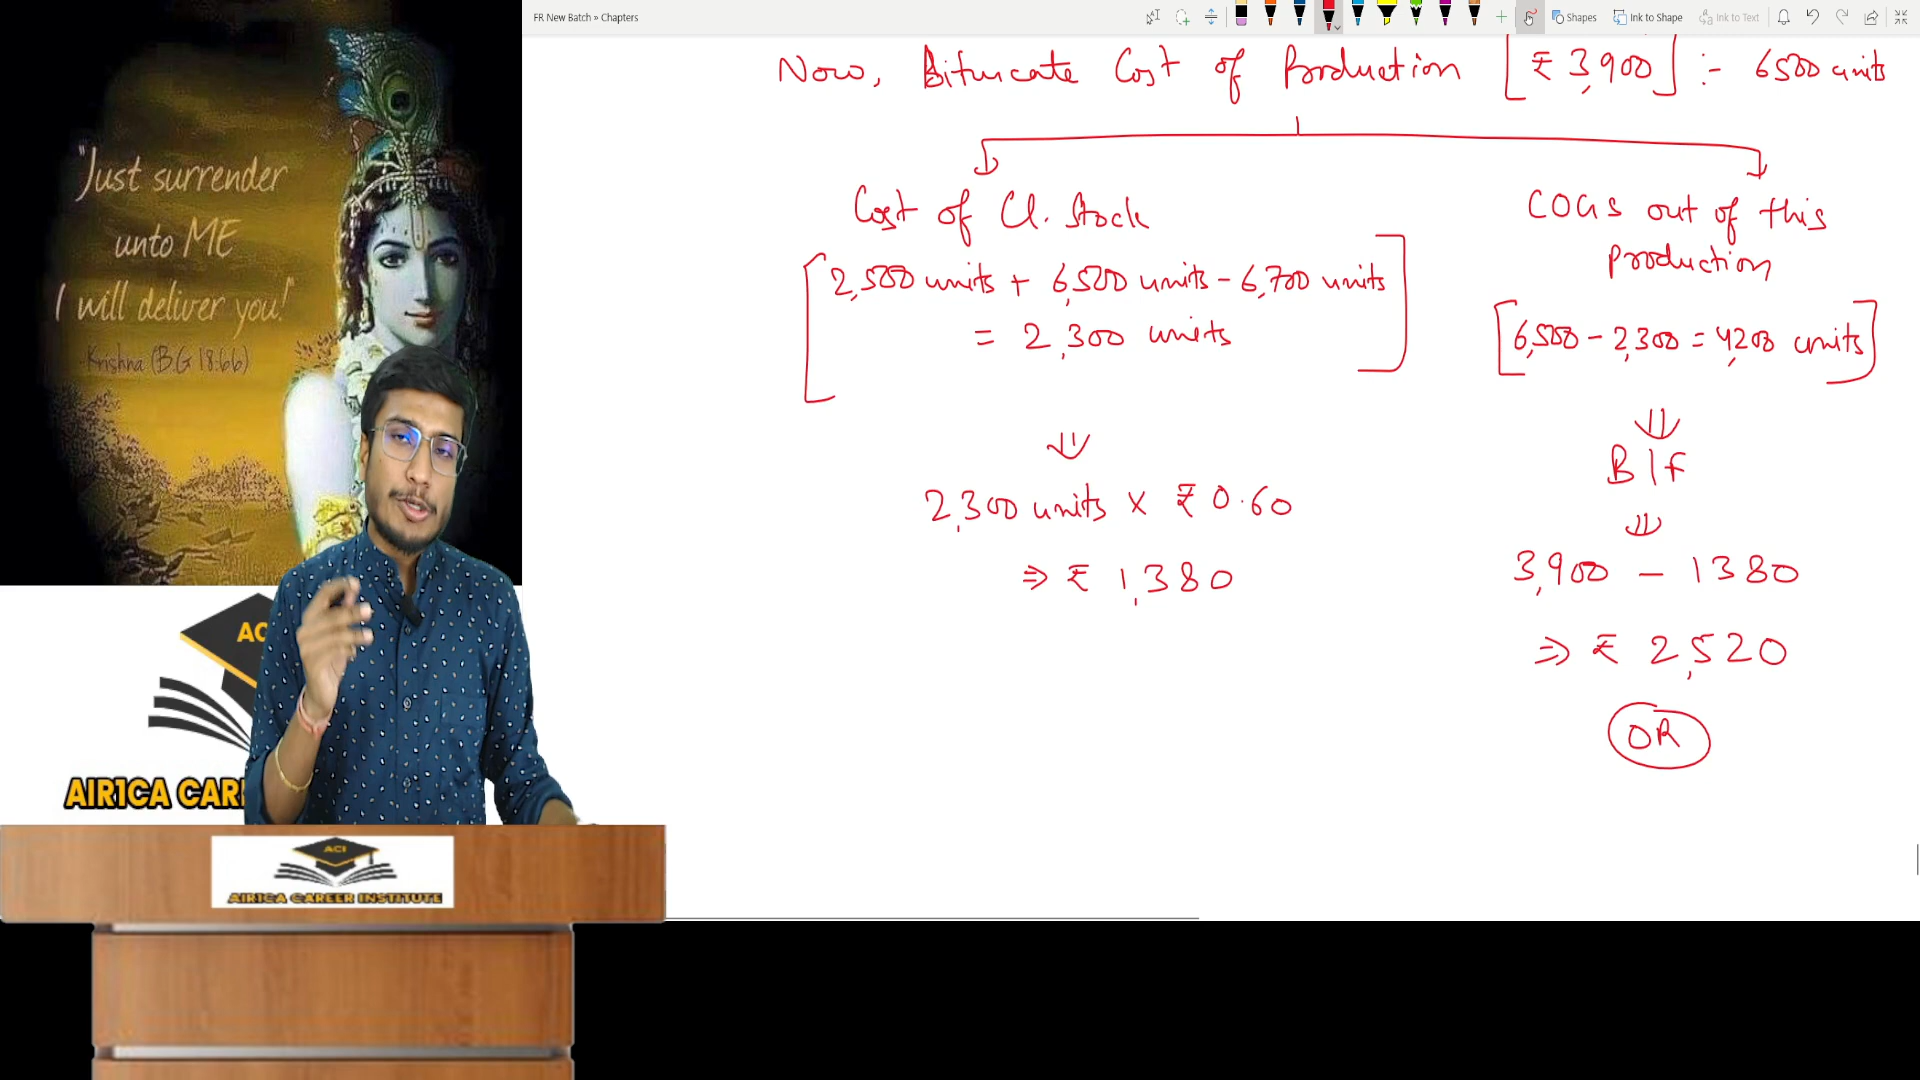 FR New Batch » Chapters
Shapes
Ink to Shape
Ink to Text
Now, Bifurcate Cost of Production [₹ 3,900] :- 6500 units
"Just surrender
unto ME
I will deliver you!"
- Krishna (B.G 18.66)
Cost of Cl. Stock
[2,500 units + 6,500 units - 6,700 units
= 2,300 units]
⇓
2,300 units × ₹ 0.60
⇒ ₹ 1,380
COGS out of this
production
[6,500 - 2,300 = 4,200 units]
⇓
B/f
⇓
3,900 - 1380
⇒ ₹ 2,520
OR
AC
AIR1CA CAR
ACI
AIR1CA CAREER INSTITUTE